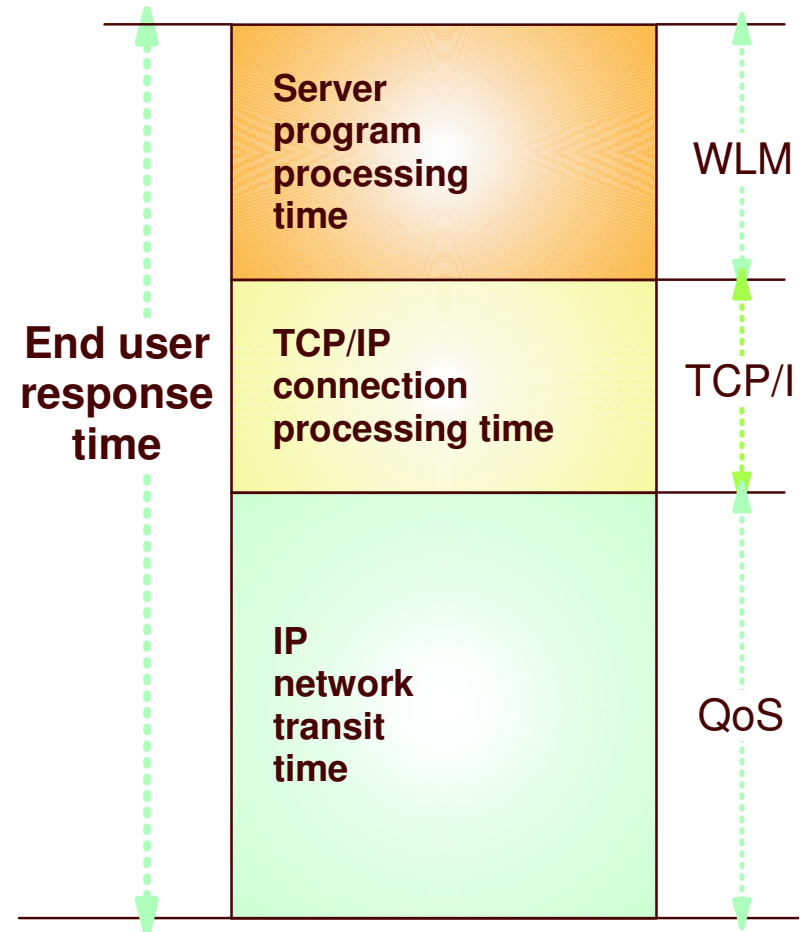 Server
program
processing
time
WLM
End user
response
time
TCP/IP
connection
processing time
TCP/I
IP
network
transit
time
QoS